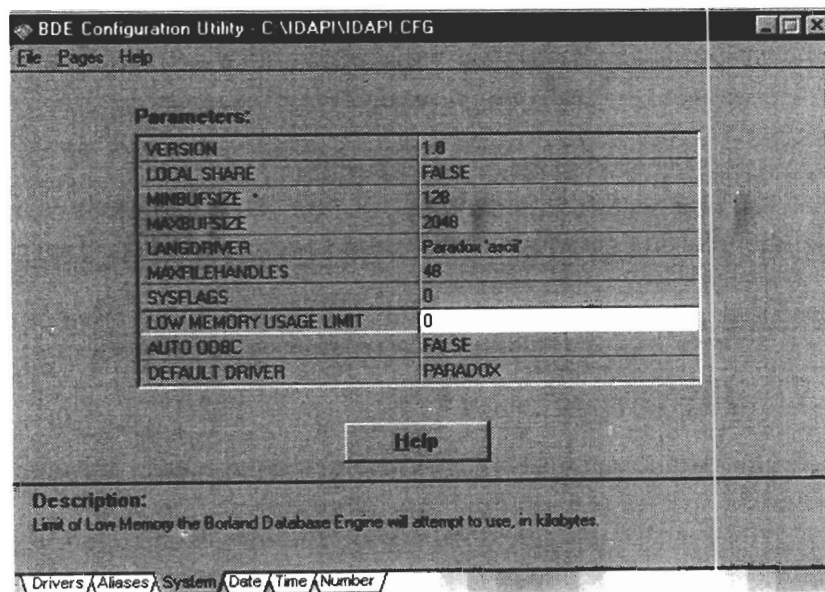 BDE Configuration Utility - C:\IDAPI\IDAPI.CFG
File Pages Help
Parameters:
VERSION 1.0
LOCAL SHARE FALSE
MINBUFSIZE 128
MAXBUFSIZE 2048
LANGDRIVER Paradox 'ascii'
MAXFILEHANDLES 48
SYSFLAGS 0
LOW MEMORY USAGE LIMIT 0
AUTO ODBC FALSE
DEFAULT DRIVER PARADOX
Help
Description:
Limit of Low Memory the Borland Database Engine will attempt to use, in kilobytes.
Drivers Aliases System Date Time Number